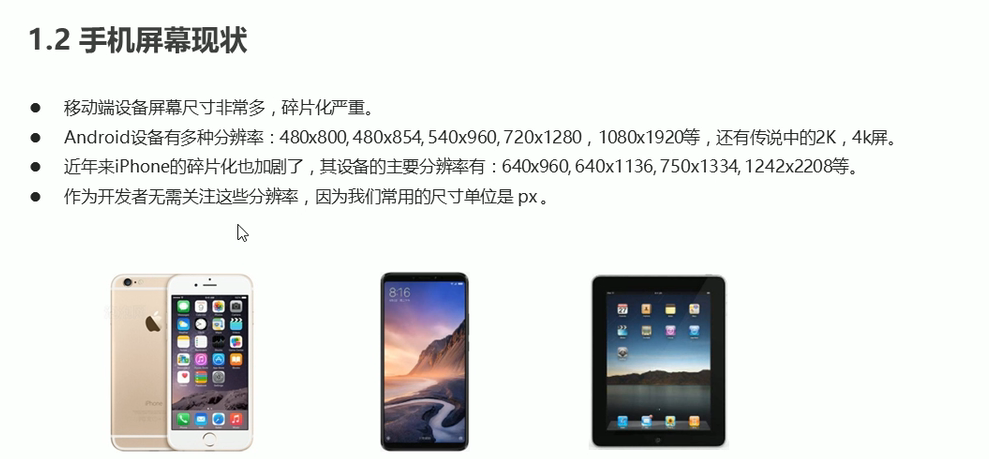 1.2 手机屏幕现状
● 移动端设备屏幕尺寸非常多，碎片化严重。
● Android设备有多种分辨率：480x800, 480x854, 540x960, 720x1280，1080x1920等，还有传说中的2K，4k屏。
● 近年来iPhone的碎片化也加剧了，其设备的主要分辨率有：640x960, 640x1136, 750x1334, 1242x2208等。
● 作为开发者无需关注这些分辨率，因为我们常用的尺寸单位是 px 。
8:16
iPhone